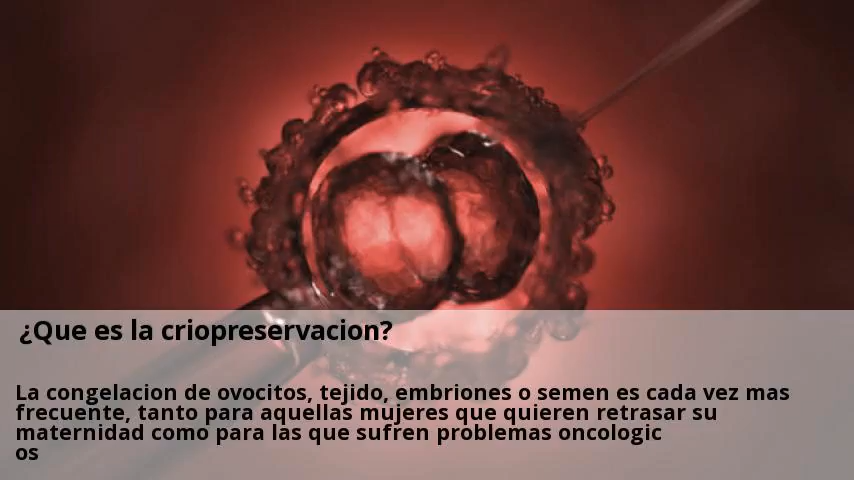 ¿Que es la criopreservacion?
La congelacion de ovocitos, tejido, embriones o semen es cada vez mas
frecuente, tanto para aquellas mujeres que quieren retrasar su
maternidad como para las que sufren problemas oncologic
os